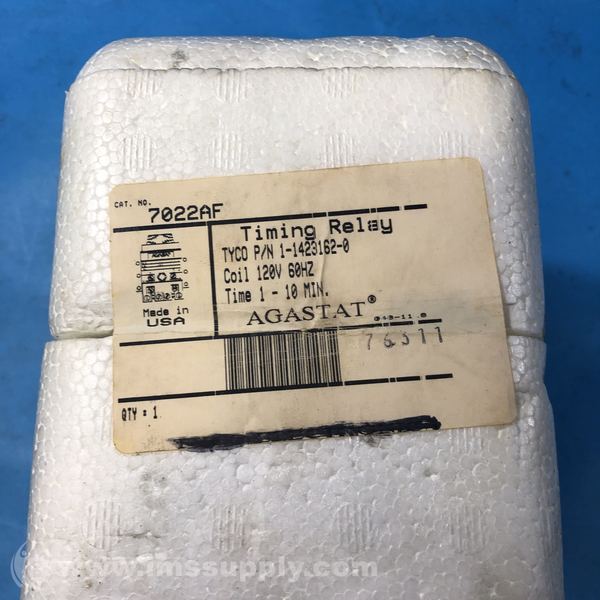 CAT. NO.
7022AF
Timing Relay
TYCO P/N 1-1423162-0
Coil 120V 60HZ
Time 1 - 10 MIN.
Made in
USA
AGASTAT®
76311
QTY : 1
www.imssupply.com